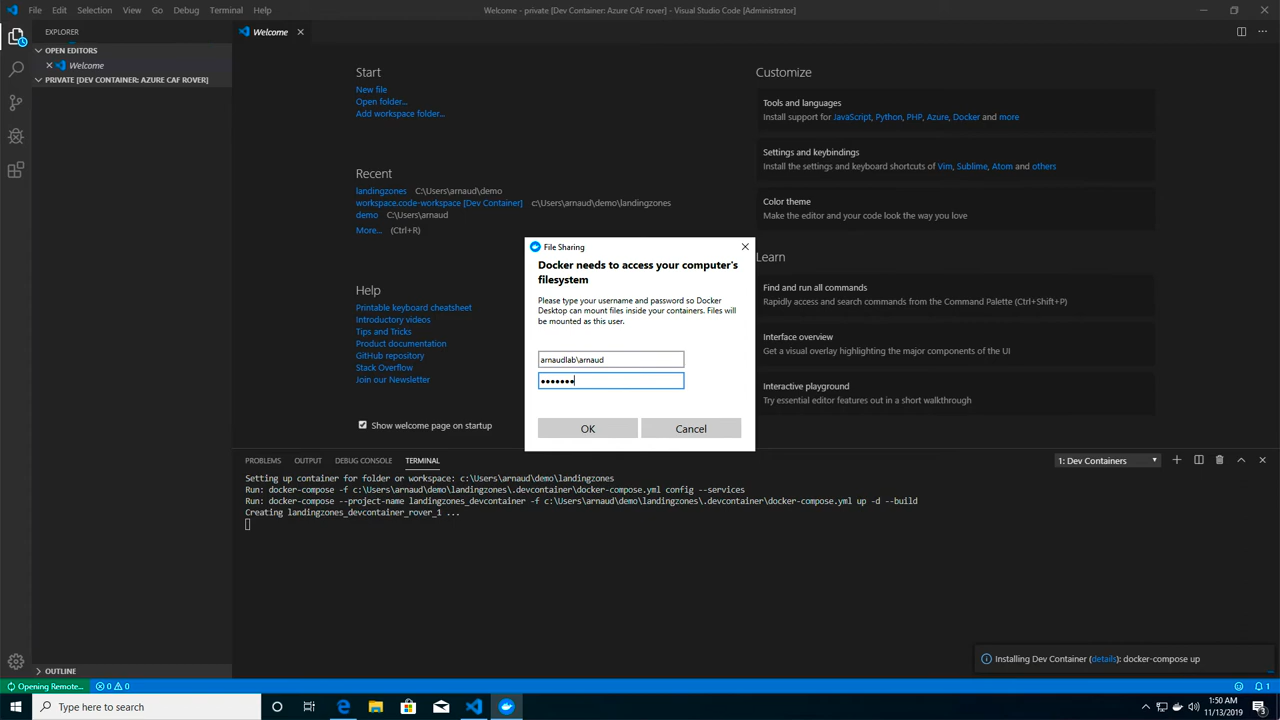 File Edit Selection View Go Debug Terminal Help
Welcome - private [Dev Container: Azure CAF rover] - Visual Studio Code [Administrator]
EXPLORER
OPEN EDITORS
Welcome
PRIVATE [DEV CONTAINER: AZURE CAF ROVER]
OUTLINE
Welcome
Start
New file
Open folder...
Add workspace folder...
Recent
landingzones C:\Users\arnaud\demo
workspace.code-workspace [Dev Container] c:\Users\arnaud\demo\landingzones
demo C:\Users\arnaud
More... (Ctrl+R)
Help
Printable keyboard cheatsheet
Introductory videos
Tips and Tricks
Product documentation
GitHub repository
Stack Overflow
Join our Newsletter
Show welcome page on startup
Customize
Tools and languages
Install support for JavaScript, Python, PHP, Azure, Docker and more
Settings and keybindings
Install the settings and keyboard shortcuts of Vim, Sublime, Atom and others
Color theme
Make the editor and your code look the way you love
Learn
Find and run all commands
Rapidly access and search commands from the Command Palette (Ctrl+Shift+P)
Interface overview
Get a visual overlay highlighting the major components of the UI
Interactive playground
Try essential editor features out in a short walkthrough
File Sharing
Docker needs to access your computer's
filesystem
Please type your username and password so Docker
Desktop can mount files inside your containers. Files will
be mounted as this user.
arnaudlab\arnaud
•••••••
OK Cancel
PROBLEMS OUTPUT DEBUG CONSOLE TERMINAL
1: Dev Containers
Setting up container for folder or workspace: c:\Users\arnaud\demo\landingzones
Run: docker-compose -f c:\Users\arnaud\demo\landingzones\.devcontainer\docker-compose.yml config --services
Run: docker-compose --project-name landingzones_devcontainer -f c:\Users\arnaud\demo\landingzones\.devcontainer\docker-compose.yml up -d --build
Creating landingzones_devcontainer_rover_1 ...
Installing Dev Container (details): docker-compose up
Opening Remote... 0 0
1
Type here to search
1:50 AM
11/13/2019
3